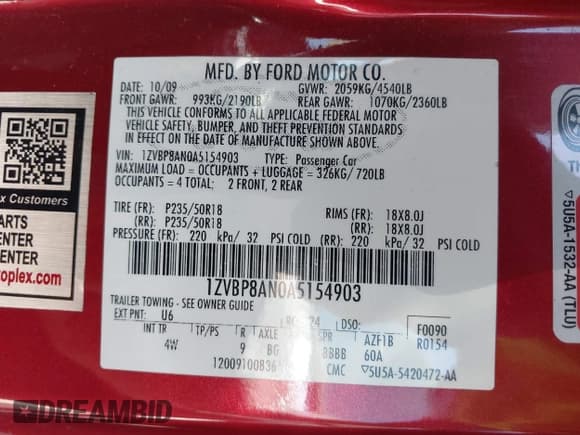 MFD. BY FORD MOTOR CO.
DATE: 10/09 GVWR: 2059KG/4540LB
FRONT GAWR: 993KG/2190LB REAR GAWR: 1070KG/2360LB
THIS VEHICLE CONFORMS TO ALL APPLICABLE FEDERAL MOTOR
VEHICLE SAFETY, BUMPER, AND THEFT PREVENTION STANDARDS
IN EFFECT ON THE DATE OF MANUFACTURE SHOWN ABOVE.
VIN: 1ZVBP8AN0A5154903 TYPE: Passenger Car
MAXIMUM LOAD = OCCUPANTS + LUGGAGE = 326KG/ 720LB
OCCUPANTS = 4 TOTAL: 2 FRONT, 2 REAR
TIRE (FR): P235/50R18 RIMS (FR): 18X8.0J
(RR): P235/50R18 (RR): 18X8.0J
PRESSURE (FR): 220 kPa/ 32 PSI COLD (RR): 220 kPa/ 32 PSI COLD
1ZVBP8AN0A5154903
TRAILER TOWING - SEE OWNER GUIDE
EXT PNT: U6 RC: 24 DSO: F0090
INT TR TP/PS R AXLE SPR AZF1B R0154
4W 9 BG BBBB 60A
12009100836
CMC 5U5A-5420472-AA
x Customers
ARTS
ENTER
ENTER
oplex.com
5U5A-1532-AA (TLU)